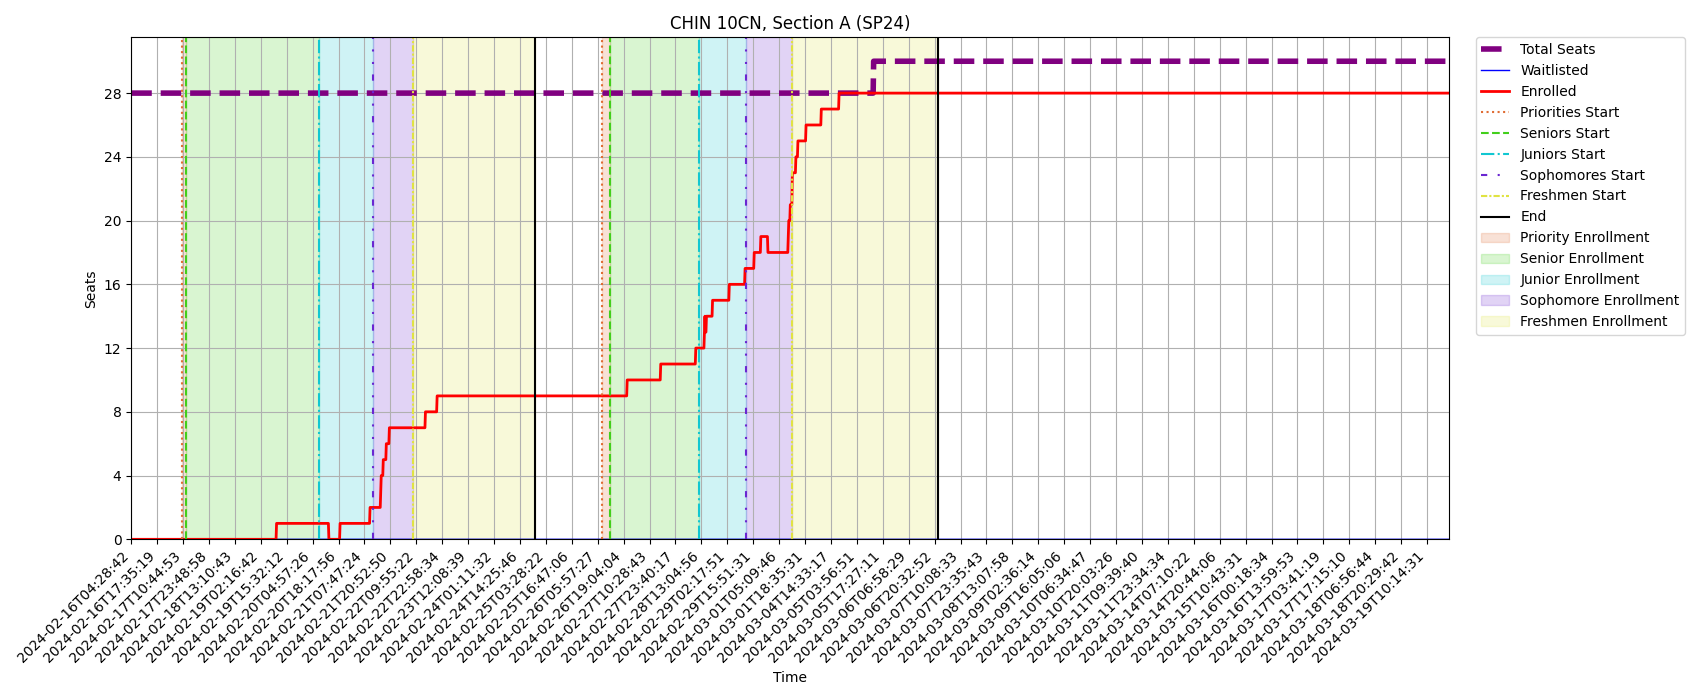 CHIN 10CN, Section A (SP24)
Total Seats
Waitlisted
Enrolled
Priorities Start
Seniors Start
Juniors Start
Sophomores Start
Freshmen Start
End
Priority Enrollment
Senior Enrollment
Junior Enrollment
Sophomore Enrollment
Freshmen Enrollment
Seats
28
24
20
16
12
8
4
0
2024-02-16T04:28:42
2024-02-16T17:35:19
2024-02-17T10:44:53
2024-02-17T23:48:58
2024-02-18T13:10:43
2024-02-19T02:16:42
2024-02-19T15:32:12
2024-02-20T04:57:26
2024-02-20T18:17:56
2024-02-21T07:47:24
2024-02-21T20:52:50
2024-02-22T09:55:22
2024-02-22T22:58:34
2024-02-23T12:08:39
2024-02-24T01:11:32
2024-02-24T14:25:46
2024-02-25T03:28:22
2024-02-25T16:47:06
2024-02-26T05:57:27
2024-02-26T19:04:04
2024-02-27T10:28:43
2024-02-27T23:40:17
2024-02-28T13:04:56
2024-02-29T02:17:51
2024-02-29T15:51:31
2024-03-01T05:09:46
2024-03-01T18:35:31
2024-03-04T14:33:17
2024-03-05T03:56:51
2024-03-05T17:27:11
2024-03-06T06:58:29
2024-03-06T20:32:52
2024-03-07T10:08:33
2024-03-07T23:35:43
2024-03-08T13:07:58
2024-03-09T02:36:14
2024-03-09T16:05:06
2024-03-10T06:34:47
2024-03-10T20:03:26
2024-03-11T09:39:40
2024-03-11T23:34:34
2024-03-14T07:10:22
2024-03-14T20:44:06
2024-03-15T10:43:31
2024-03-16T00:18:34
2024-03-16T13:59:53
2024-03-17T03:41:19
2024-03-17T17:15:10
2024-03-18T06:56:44
2024-03-18T20:29:42
2024-03-19T10:14:31
Time